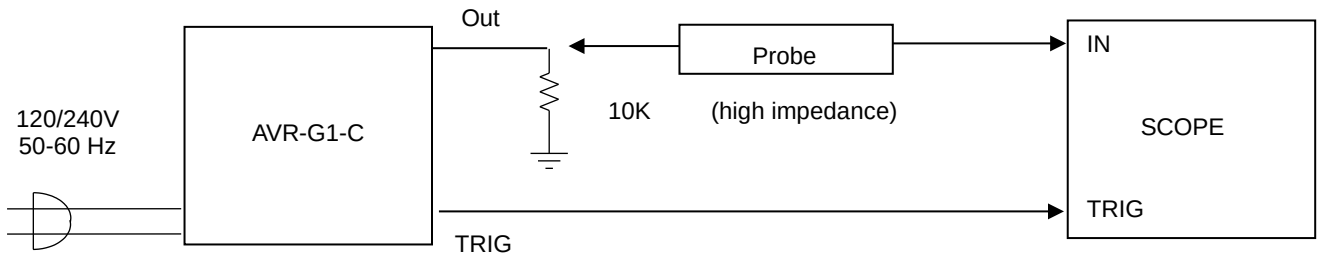 Out
Probe
IN
10K
(high impedance)
120/240V
50-60 Hz
AVR-G1-C
SCOPE
TRIG
TRIG